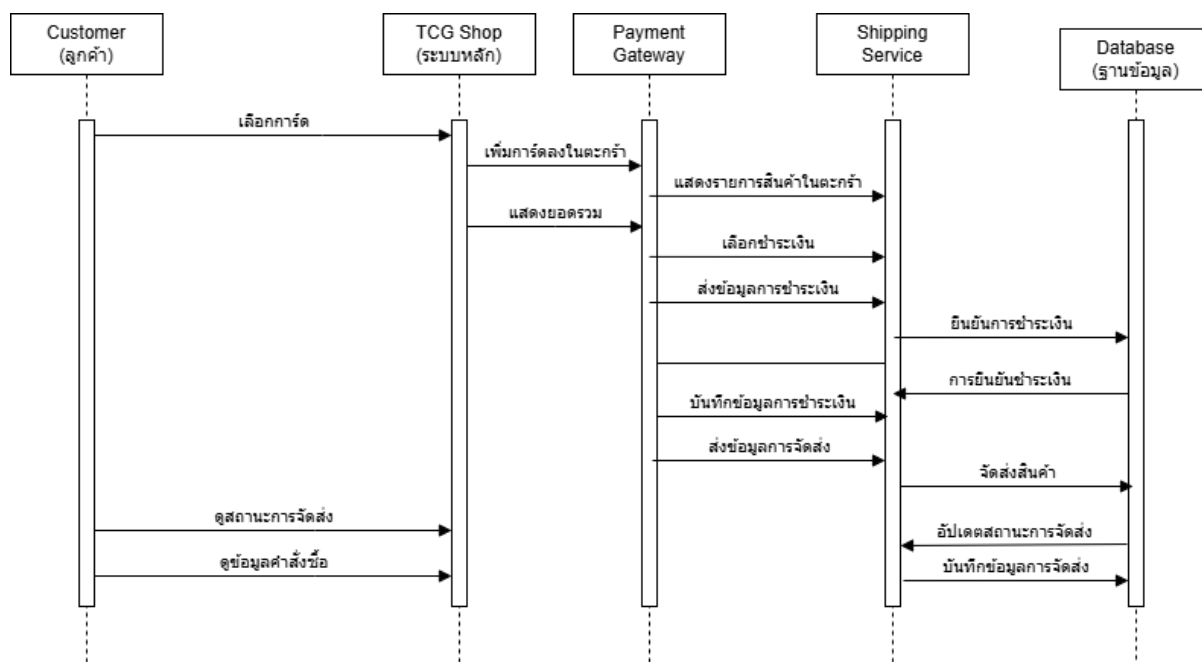 Customer
(ลูกค้า)
TCG Shop
(ระบบหลัก)
Payment
Gateway
Shipping
Service
Database
(ฐานข้อมูล)
เลือกการ์ด
เพิ่มการ์ดลงในตะกร้า
แสดงรายการสินค้าในตะกร้า
แสดงยอดรวม
เลือกชำระเงิน
ส่งข้อมูลการชำระเงิน
ยืนยันการชำระเงิน
การยืนยันชำระเงิน
บันทึกข้อมูลการชำระเงิน
ส่งข้อมูลการจัดส่ง
จัดส่งสินค้า
ดูสถานะการจัดส่ง
อัปเดตสถานะการจัดส่ง
ดูข้อมูลคำสั่งซื้อ
บันทึกข้อมูลการจัดส่ง